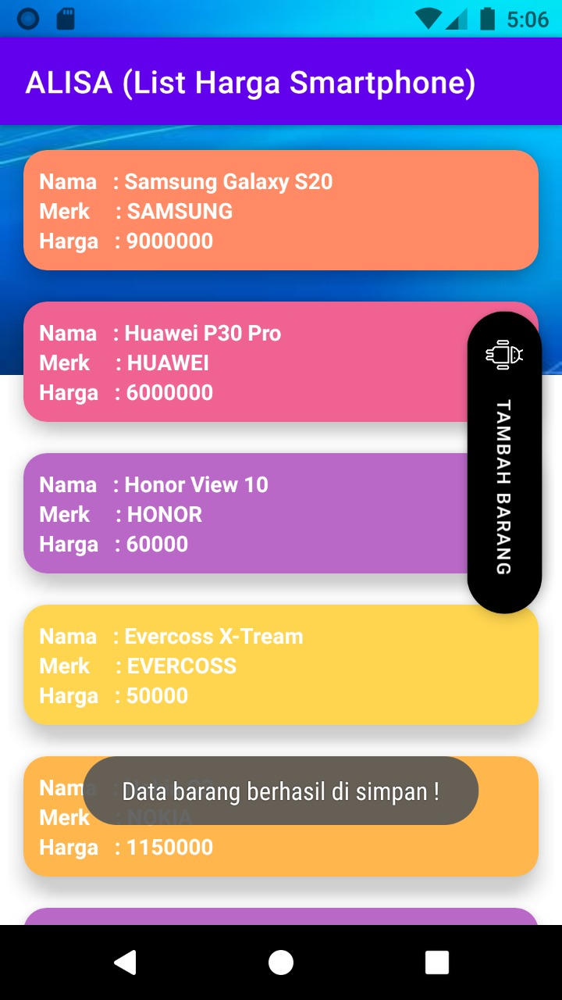 5:06
ALISA (List Harga Smartphone)
Nama : Samsung Galaxy S20
Merk : SAMSUNG
Harga : 9000000
Nama : Huawei P30 Pro
Merk : HUAWEI
Harga : 6000000
TAMBAH BARANG
Nama : Honor View 10
Merk : HONOR
Harga : 60000
Nama : Evercoss X-Tream
Merk : EVERCOSS
Harga : 50000
Nama :
Data barang berhasil di simpan !
Merk : NOKIA
Harga : 1150000